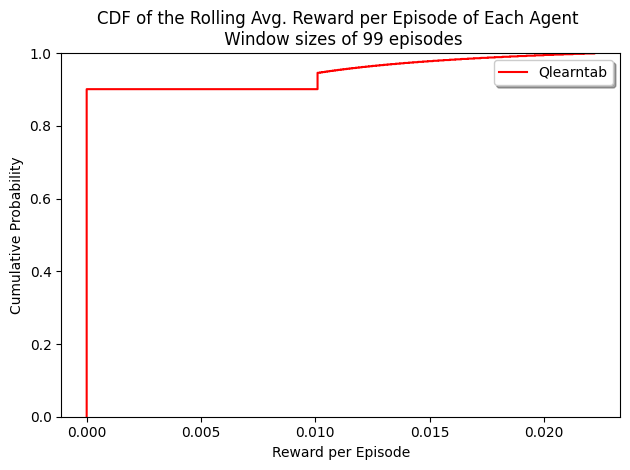 CDF of the Rolling Avg. Reward per Episode of Each Agent
Window sizes of 99 episodes
1.0
0.8
0.6
0.4
0.2
0.0
Cumulative Probability
Qlearntab
0.000
0.005
0.010
0.015
0.020
Reward per Episode